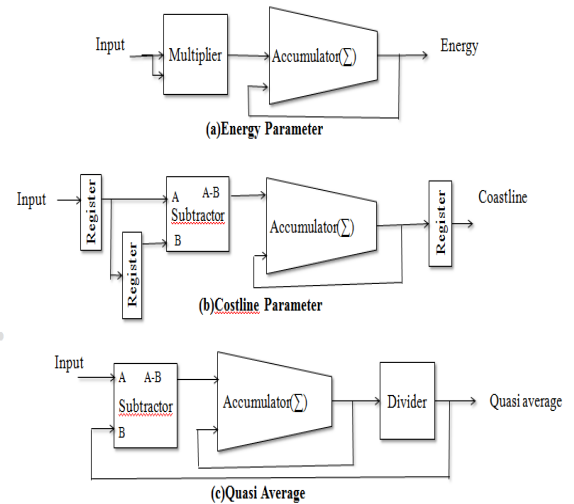 Input
Multiplier
Accumulator(∑)
Energy
(a)Energy Parameter
Input
Register
Register
A A-B
Subtractor
B
Accumulator(∑)
Register
Coastline
(b)Costline Parameter
Input
A A-B
Subtractor
B
Accumulator(∑)
Divider
Quasi average
(c)Quasi Average